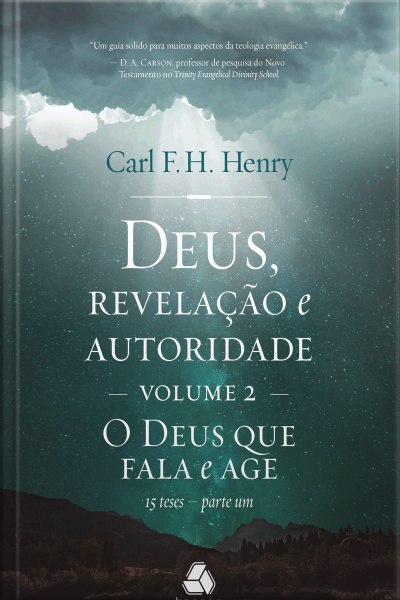 “Um guia sólido para muitos aspectos da teologia evangélica.”
— D. A. Carson, professor de pesquisa do Novo
Testamento no Trinity Evangelical Divinity School.
Carl F. H. Henry
Deus,
revelação e
autoridade
— volume 2 —
O Deus que
fala e age
15 teses – parte um